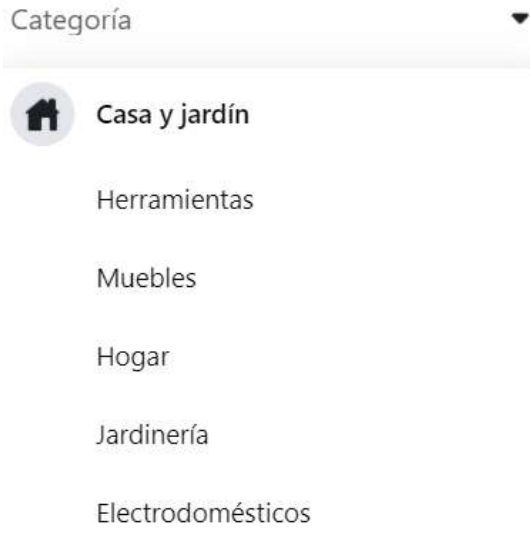 Categoría
Casa y jardín
Herramientas
Muebles
Hogar
Jardinería
Electrodomésticos